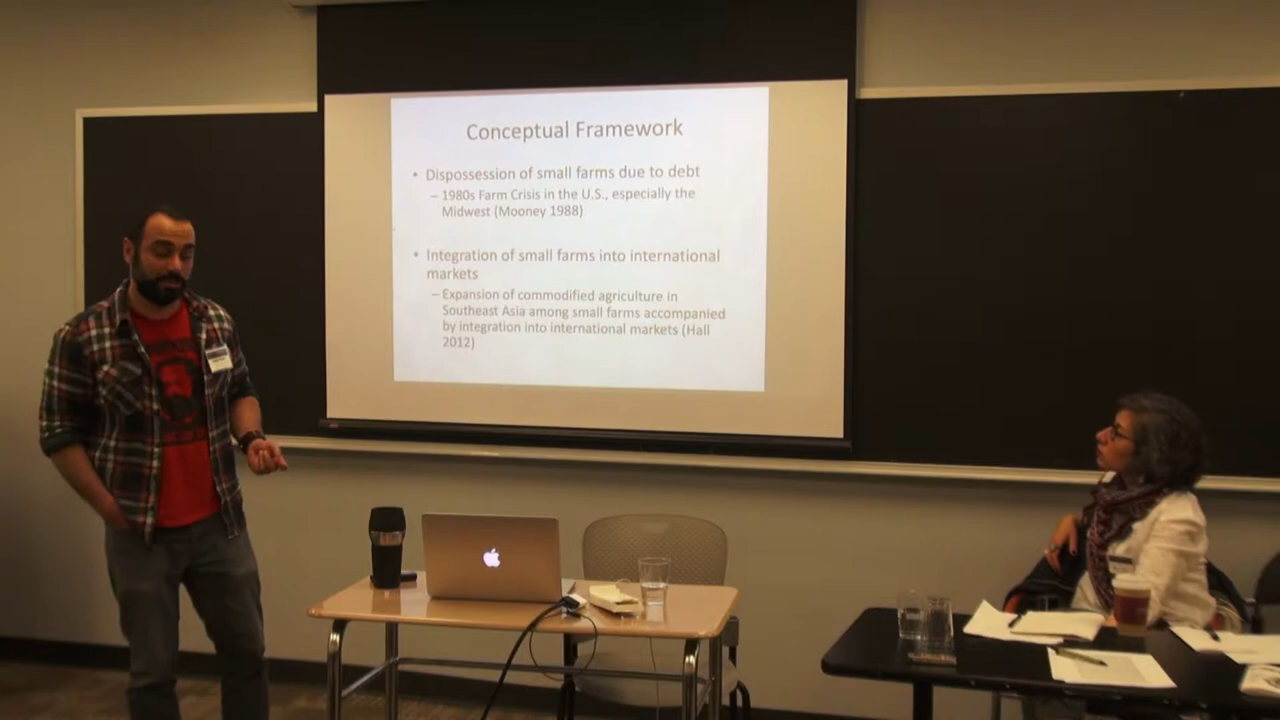 Conceptual Framework
• Dispossession of small farms due to debt
– 1980s Farm Crisis in the U.S., especially the
Midwest (Mooney 1988)
• Integration of small farms into international
markets
– Expansion of commodified agriculture in
Southeast Asia among small farms accompanied
by integration into international markets (Hall
2012)